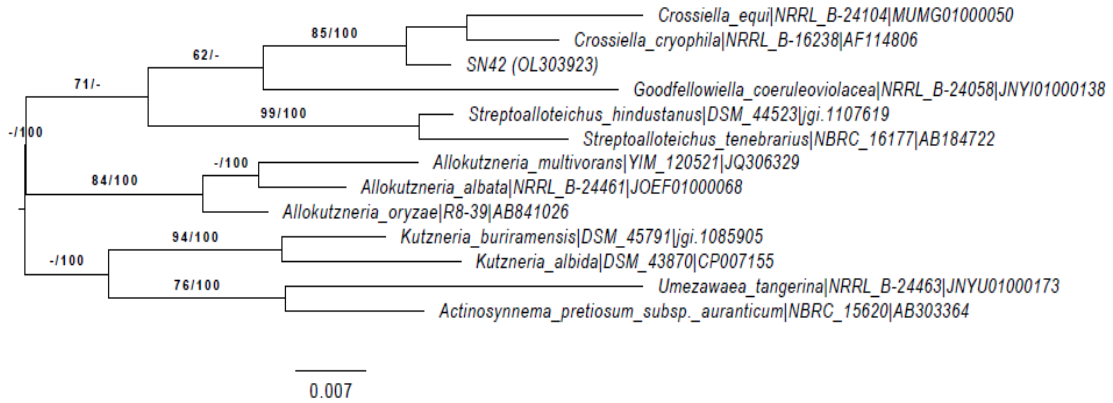 Crossiella_equi|NRRL_B-24104|MUMG01000050
85/100
Crossiella_cryophila|NRRL_B-16238|AF114806
62/-
SN42 (OL303923)
71/-
Goodfellowiella_coeruleoviolacea|NRRL_B-24058|JNYI01000138
99/100
Streptoalloteichus_hindustanus|DSM_44523|jgi.1107619
-/100
Streptoalloteichus_tenebrarius|NBRC_16177|AB184722
-/100
Allokutzneria_multivorans|YIM_120521|JQ306329
84/100
Allokutzneria_albata|NRRL_B-24461|JOEF01000068
Allokutzneria_oryzae|R8-39|AB841026
94/100
Kutzneria_buriramensis|DSM_45791|jgi.1085905
-/100
Kutzneria_albida|DSM_43870|CP007155
76/100
Umezawaea_tangerina|NRRL_B-24463|JNYU01000173
Actinosynnema_pretiosum_subsp._auranticum|NBRC_15620|AB303364
0.007